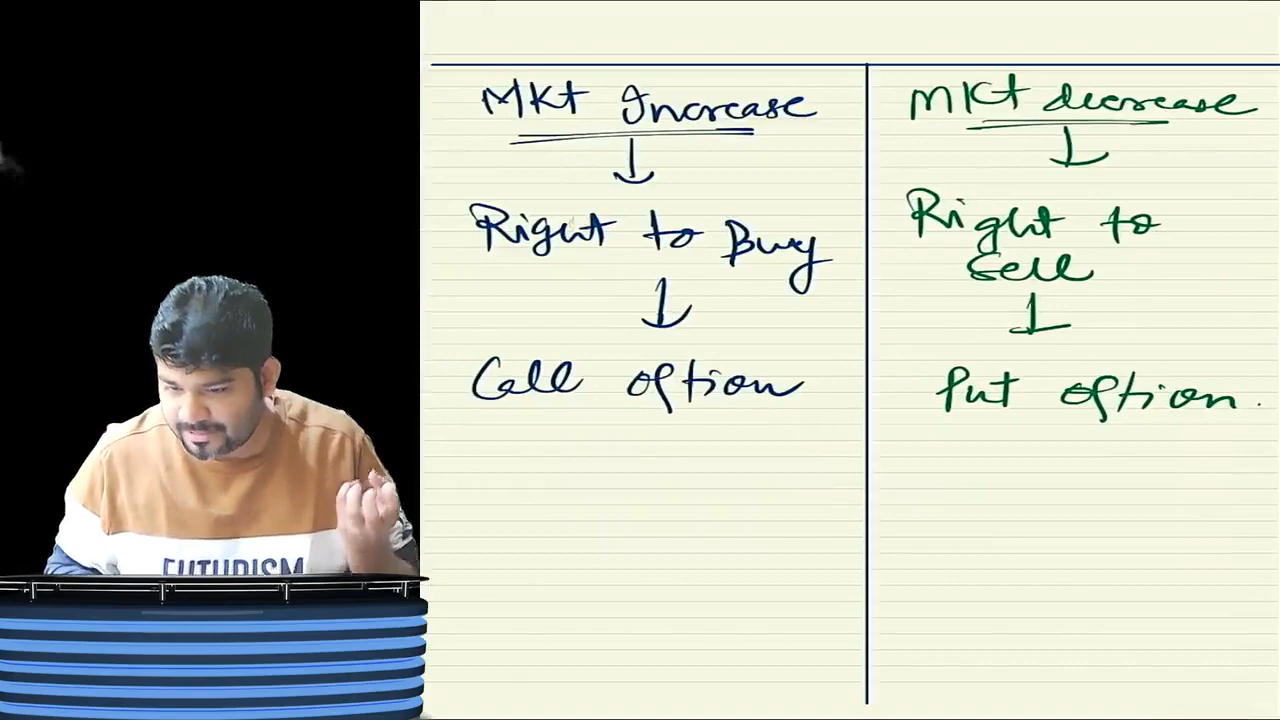 MKt Increase
Right to Buy
Call option
MKt decrease
Right to
Sell
Put option.
FUTURISM